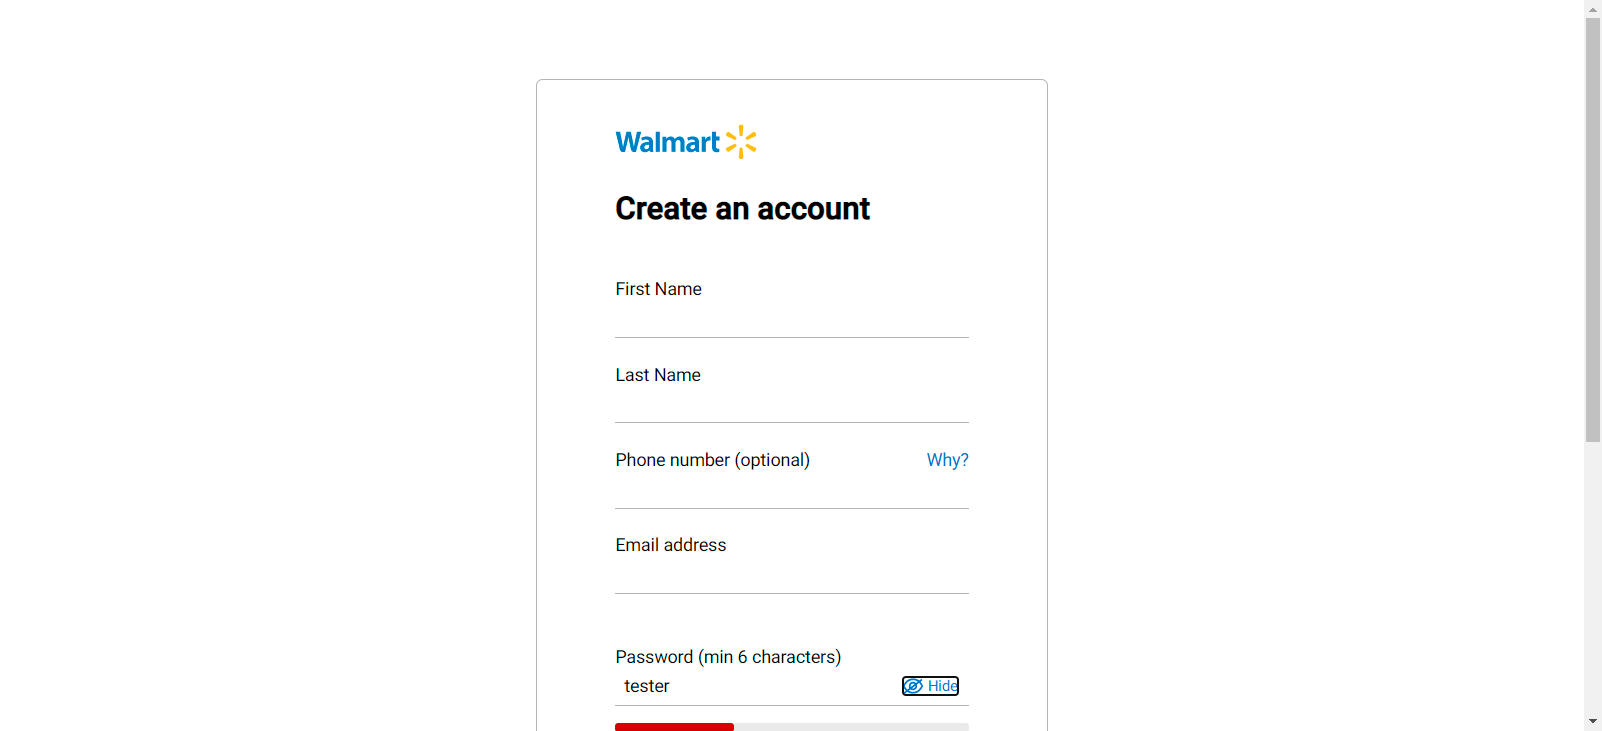 Walmart
Create an account
First Name
Last Name
Phone number (optional) Why?
Email address
Password (min 6 characters)
tester Hide